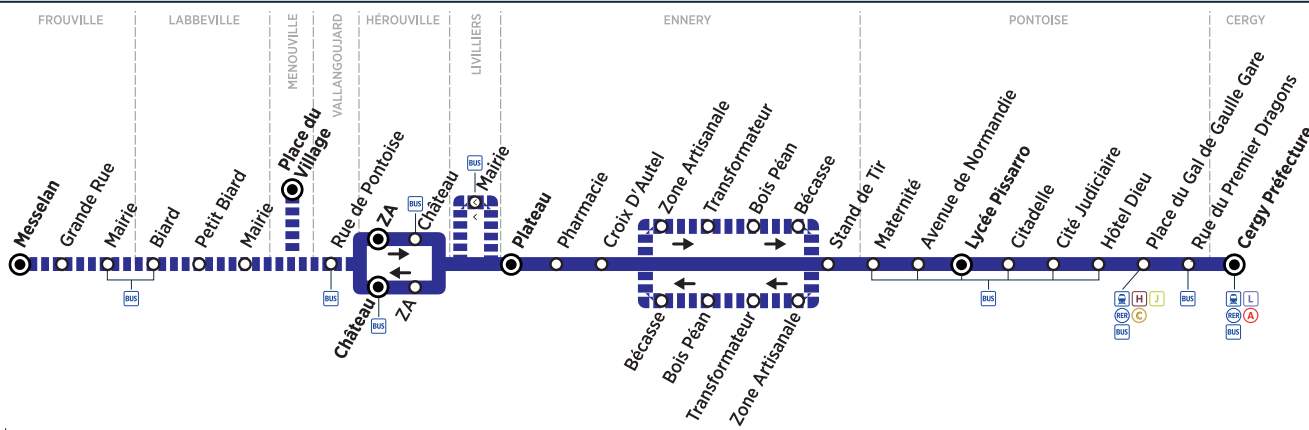 FROUVILLE
LABBEVILLE
MENOUVILLE
VALLANGOUJARD
HÉROUVILLE
LIVILLIERS
ENNERY
PONTOISE
CERGY
Messelan
Grande Rue
Mairie
Biard
Petit Biard
Mairie
Place du
Village
Rue de Pontoise
ZA
Château
Mairie
Plateau
Pharmacie
Croix D'Autel
Zone Artisanale
Transformateur
Bois Péan
Bécasse
Stand de Tir
Maternité
Avenue de Normandie
Lycée Pissarro
Citadelle
Cité Judiciaire
Hôtel Dieu
Place du Gal de Gaulle Gare
Rue du Premier Dragons
Cergy Préfecture
Château
ZA
Bécasse
Bois Péan
Transformateur
Zone Artisanale
BUS
BUS
BUS
BUS
BUS
BUS
H J
RER C
BUS
BUS
L
RER A
BUS